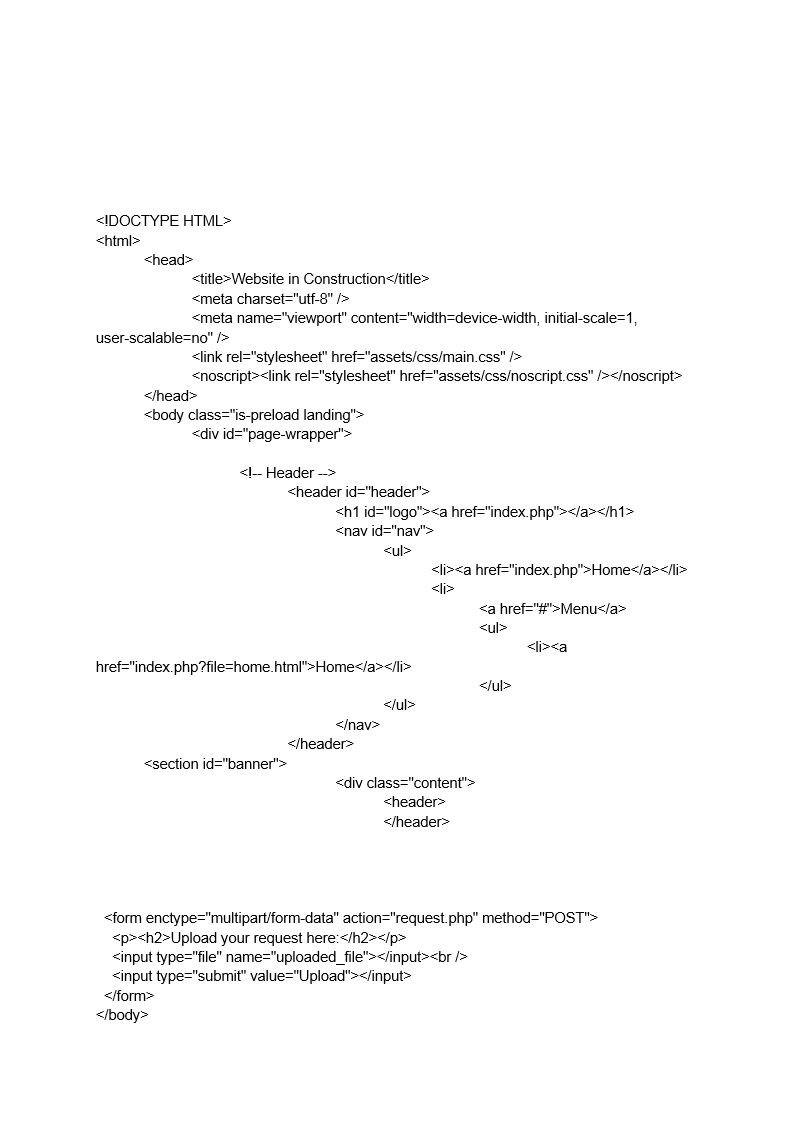 <!DOCTYPE HTML>
<html>
<head>
<title>Website in Construction</title>
<meta charset="utf-8" />
<meta name="viewport" content="width=device-width, initial-scale=1,
user-scalable=no" />
<link rel="stylesheet" href="assets/css/main.css" />
<noscript><link rel="stylesheet" href="assets/css/noscript.css" /></noscript>
</head>
<body class="is-preload landing">
<div id="page-wrapper">
<!-- Header -->
<header id="header">
<h1 id="logo"><a href="index.php"></a></h1>
<nav id="nav">
<ul>
<li><a href="index.php">Home</a></li>
<li>
<a href="#">Menu</a>
<ul>
<li><a
href="index.php?file=home.html">Home</a></li>
</ul>
</ul>
</nav>
</header>
<section id="banner">
<div class="content">
<header>
</header>
<form enctype="multipart/form-data" action="request.php" method="POST">
<p><h2>Upload your request here:</h2></p>
<input type="file" name="uploaded_file"></input><br />
<input type="submit" value="Upload"></input>
</form>
</body>